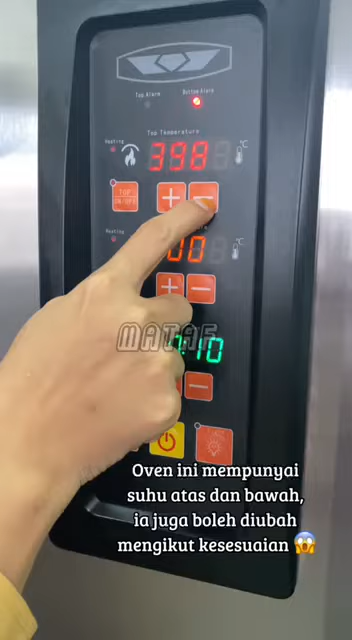 Top Alarm
Bottom Alarm
Top Temperature
Heating
398
°C
TOP
ON/OFF
+
−
Heating
00
°C
+
−
MATAF
:10
−
Oven ini mempunyai
suhu atas dan bawah,
ia juga boleh diubah
mengikut kesesuaian 😱